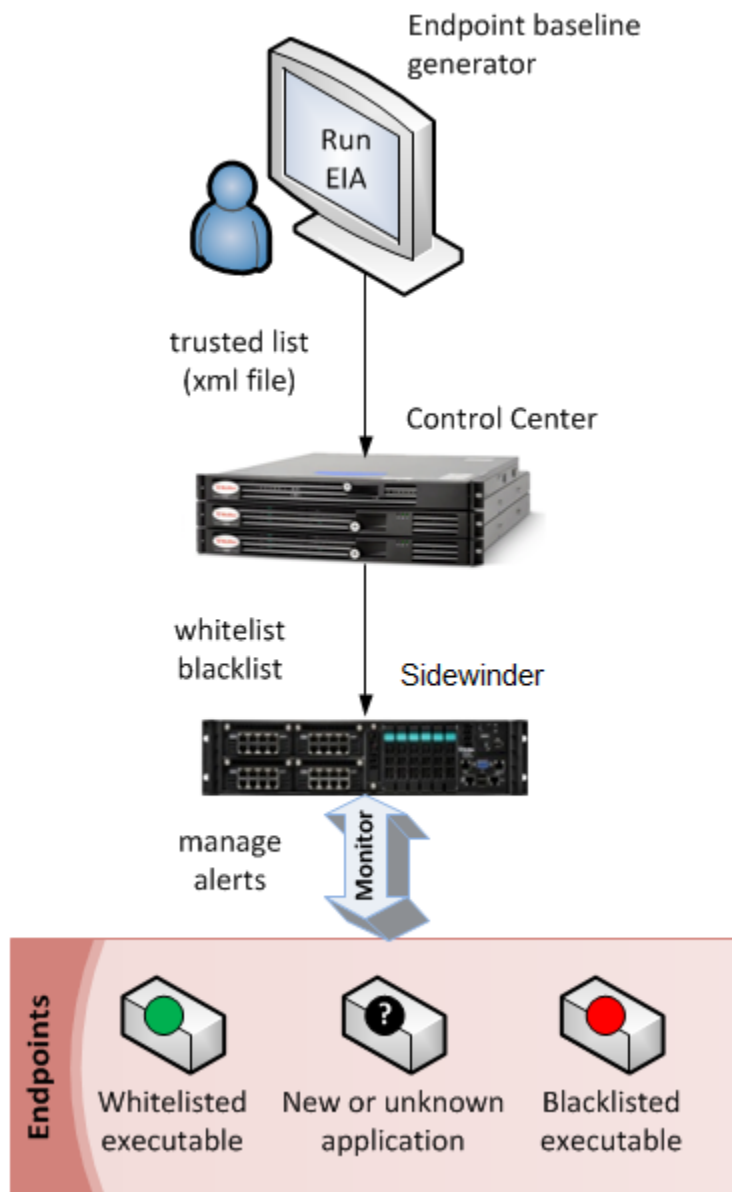 Endpoint baseline
generator
Run
EIA
trusted list
(xml file)
Control Center
whitelist
blacklist
Sidewinder
manage
alerts
Monitor
Endpoints
?
Whitelisted
executable
New or unknown
application
Blacklisted
executable